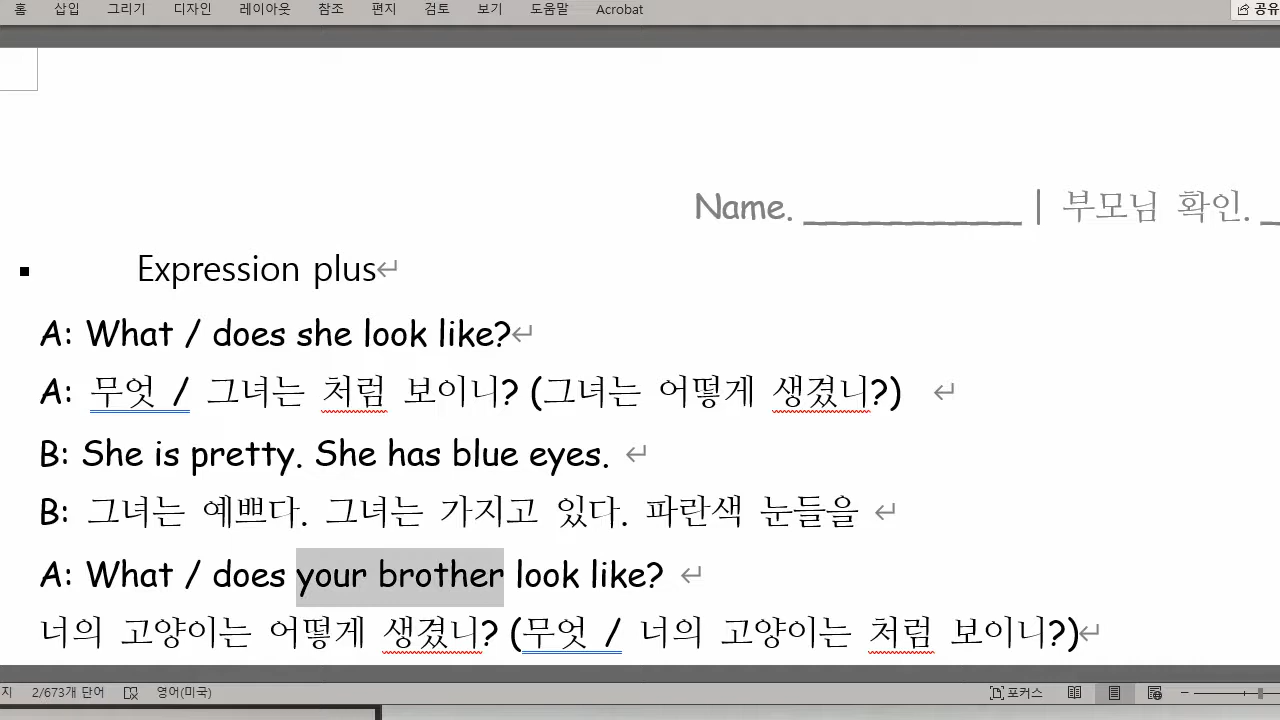 홈 삽입 그리기 디자인 레이아웃 참조 편지 검토 보기 도움말 Acrobat 공유
Name. ___________ | 부모님 확인. _
▪ Expression plus↵
A: What / does she look like?↵
A: 무엇 / 그녀는 처럼 보이니? (그녀는 어떻게 생겼니?) ↵
B: She is pretty. She has blue eyes. ↵
B: 그녀는 예쁘다. 그녀는 가지고 있다. 파란색 눈들을 ↵
A: What / does your brother look like? ↵
너의 고양이는 어떻게 생겼니? (무엇 / 너의 고양이는 처럼 보이니?)↵
지 2/673개 단어 영어(미국) 포커스